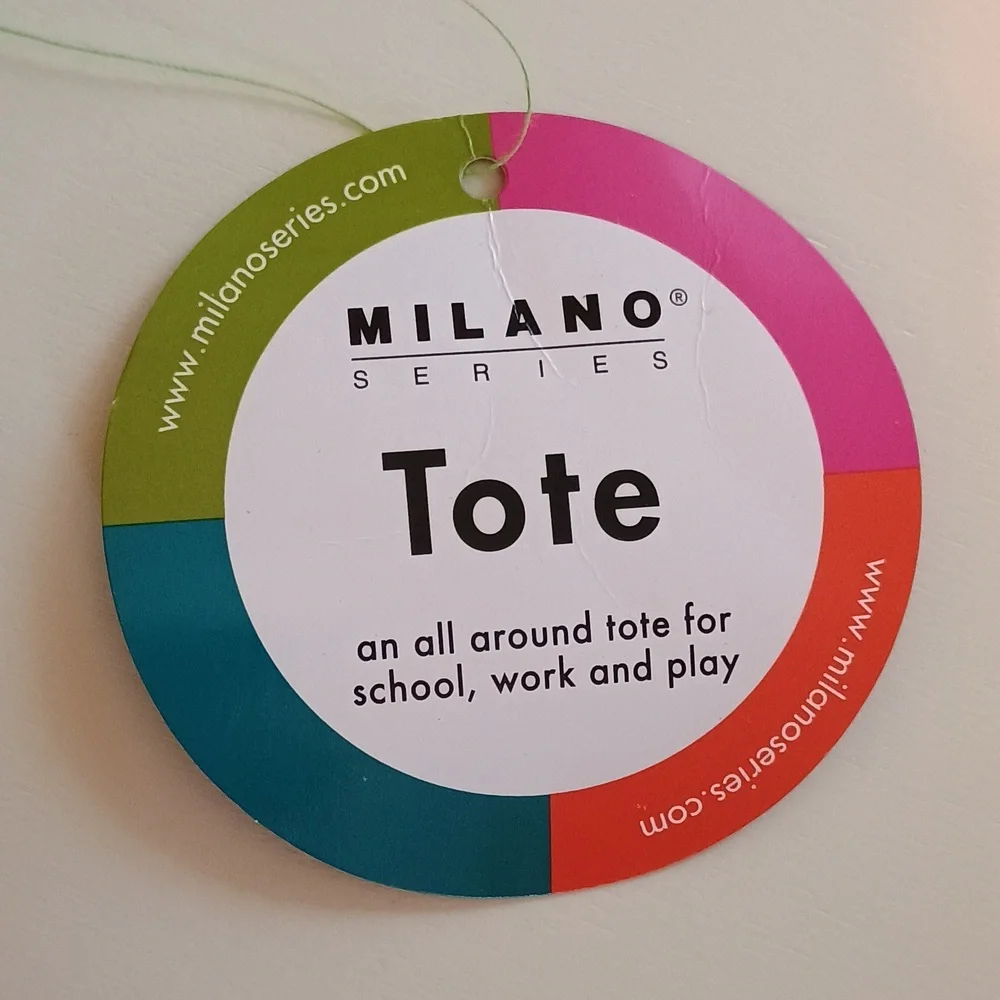 www.milanoseries.com
MILANO®
SERIES
Tote
an all around tote for
school, work and play
www.milanoseries.com